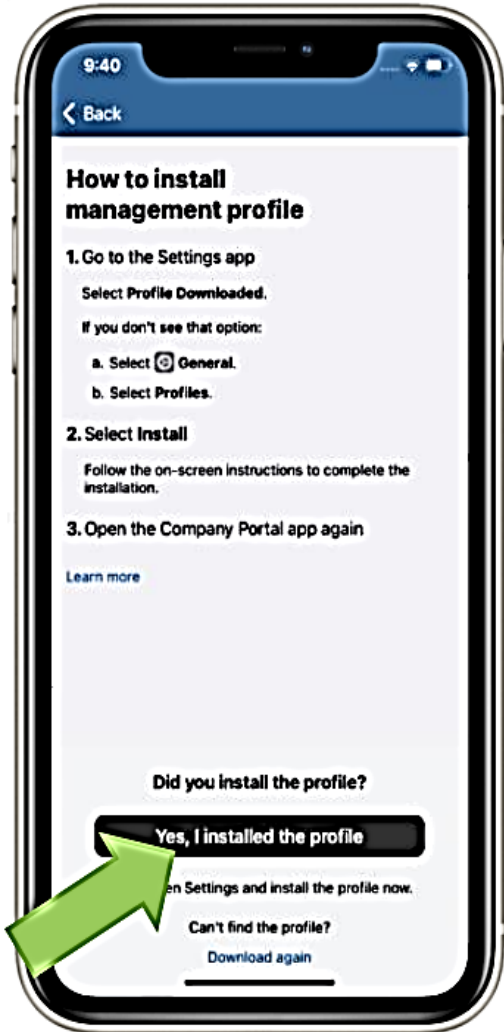 9:40
Back
How to install
management profile
1. Go to the Settings app
Select Profile Downloaded.
If you don't see that option:
a. Select General.
b. Select Profiles.
2. Select Install
Follow the on-screen instructions to complete the
installation.
3. Open the Company Portal app again
Learn more
Did you install the profile?
Yes, I installed the profile
Settings and install the profile now.
Can't find the profile?
Download again